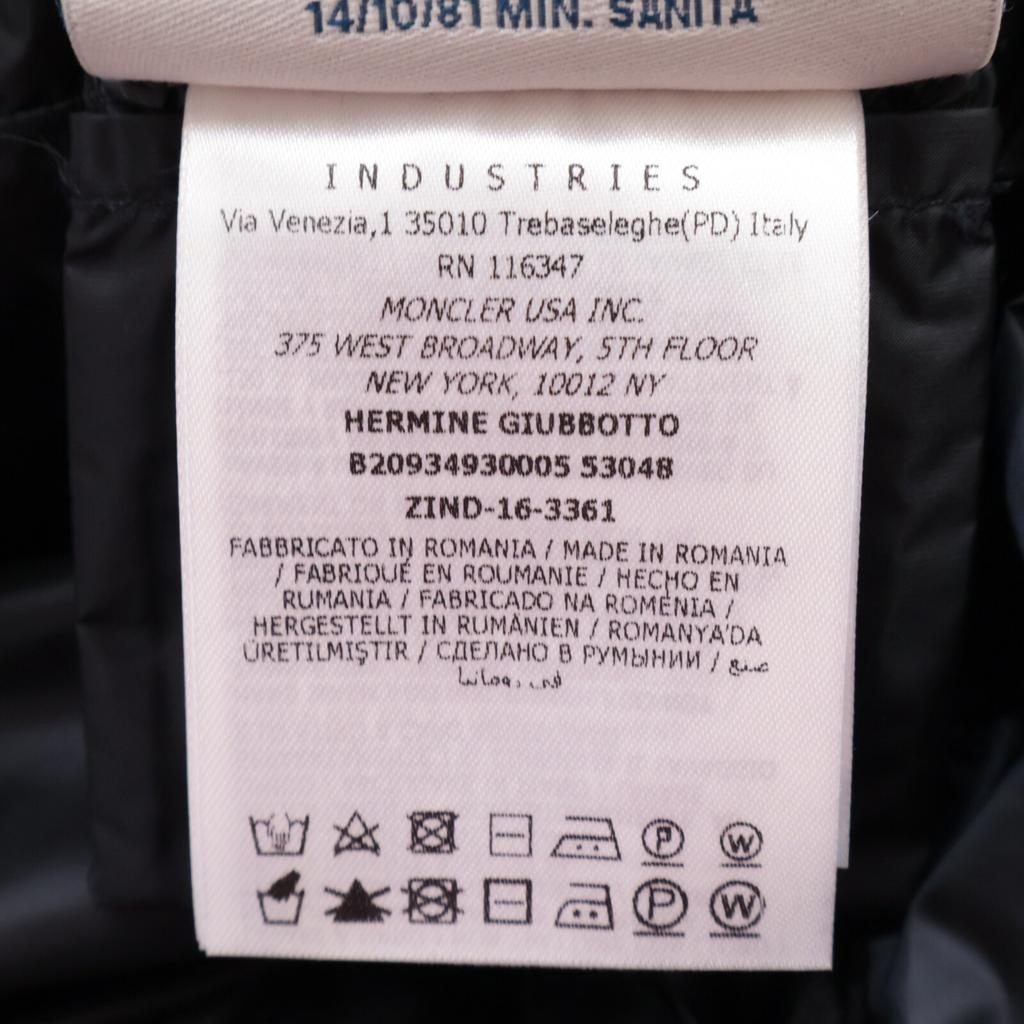 14/10/81 MIN. SANITA
INDUSTRIES
Via Venezia,1 35010 Trebaseleghe(PD) Italy
RN 116347
MONCLER USA INC.
375 WEST BROADWAY, 5TH FLOOR
NEW YORK, 10012 NY
HERMINE GIUBBOTTO
B20934930005 53048
ZIND-16-3361
FABBRICATO IN ROMANIA / MADE IN ROMANIA
/ FABRIQUÉ EN ROUMANIE / HECHO EN
RUMANIA / FABRICADO NA ROMÉNIA /
HERGESTELLT IN RUMÄNIEN / ROMANYA'DA
ÜRETILMIŞTIR / СДЕЛАНО В РУМЫНИИ / صنع
في رومانيا
P W
P W